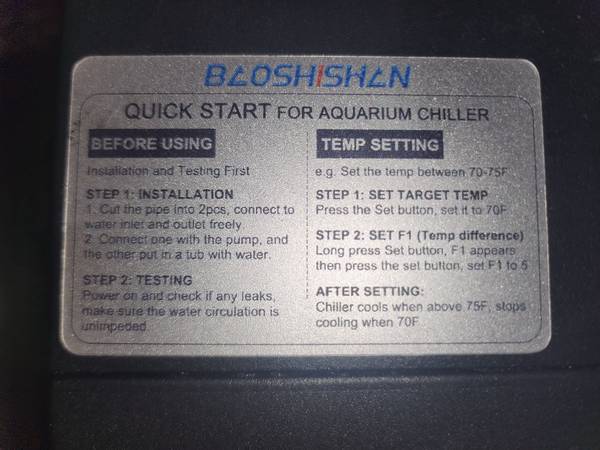 BAOSHISHAN
QUICK START FOR AQUARIUM CHILLER
BEFORE USING
Installation and Testing First
STEP 1: INSTALLATION
1. Cut the pipe into 2pcs, connect to
water inlet and outlet freely.
2. Connect one with the pump, and
the other put in a tub with water.
STEP 2: TESTING
Power on and check if any leaks,
make sure the water circulation is
unimpeded.
TEMP SETTING
e.g. Set the temp between 70-75F
STEP 1: SET TARGET TEMP
Press the Set button, set it to 70F
STEP 2: SET F1 (Temp difference)
Long press Set button, F1 appears
then press the set button, set F1 to 5
AFTER SETTING:
Chiller cools when above 75F, stops
cooling when 70F